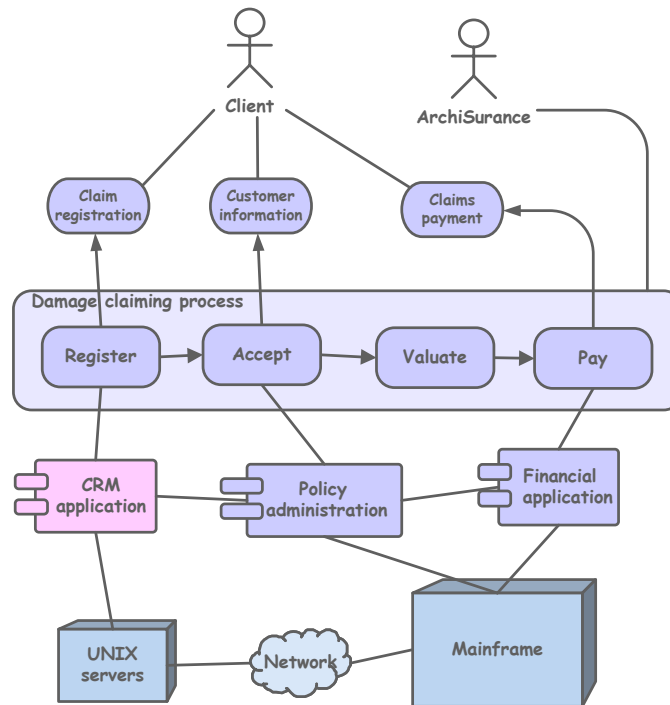 Client
ArchiSurance
Claim
registration
Customer
information
Claims
payment
Damage claiming process
Register
Accept
Valuate
Pay
CRM
application
Policy
administration
Financial
application
UNIX
servers
Network
Mainframe